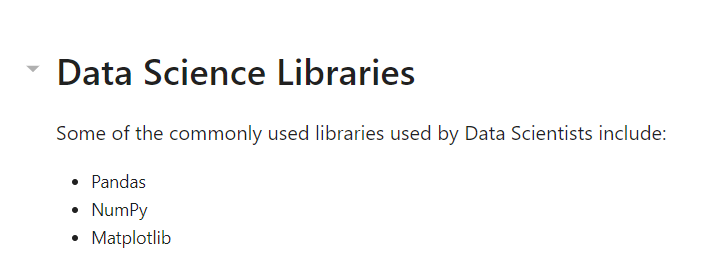 Data Science Libraries
Some of the commonly used libraries used by Data Scientists include:
• Pandas
• NumPy
• Matplotlib